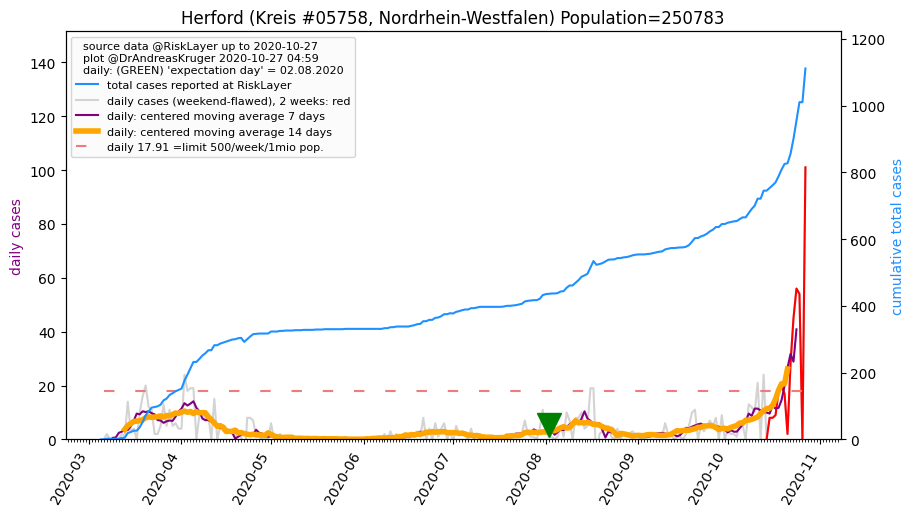 Herford (Kreis #05758, Nordrhein-Westfalen) Population=250783
source data @RiskLayer up to 2020-10-27
plot @DrAndreasKruger 2020-10-27 04:59
daily: (GREEN) 'expectation day' = 02.08.2020
total cases reported at RiskLayer
daily cases (weekend-flawed), 2 weeks: red
daily: centered moving average 7 days
daily: centered moving average 14 days
daily 17.91 =limit 500/week/1mio pop.
daily cases
140
120
100
80
60
40
20
0
cumulative total cases
1200
1000
800
600
400
200
0
2020-03
2020-04
2020-05
2020-06
2020-07
2020-08
2020-09
2020-10
2020-11